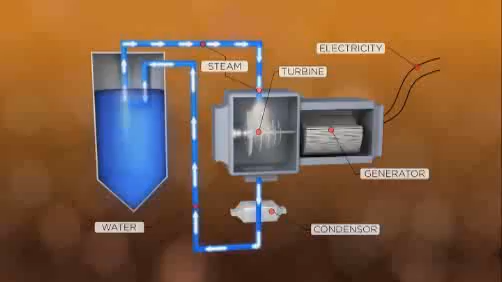 ELECTRICITY
STEAM
TURBINE
GENERATOR
WATER
CONDENSOR